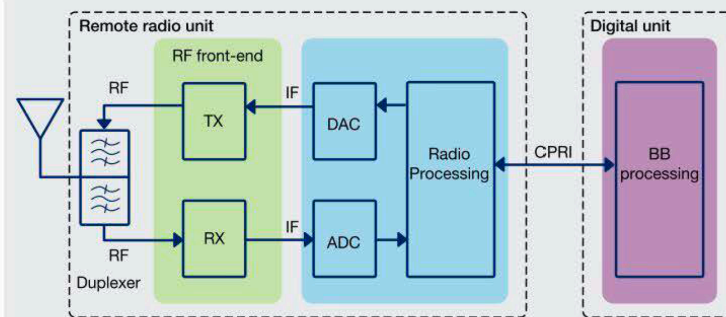 Remote radio unit
Digital unit
RF front-end
RF
TX
IF
DAC
Radio
Processing
CPRI
BB
processing
RX
IF
ADC
RF
Duplexer